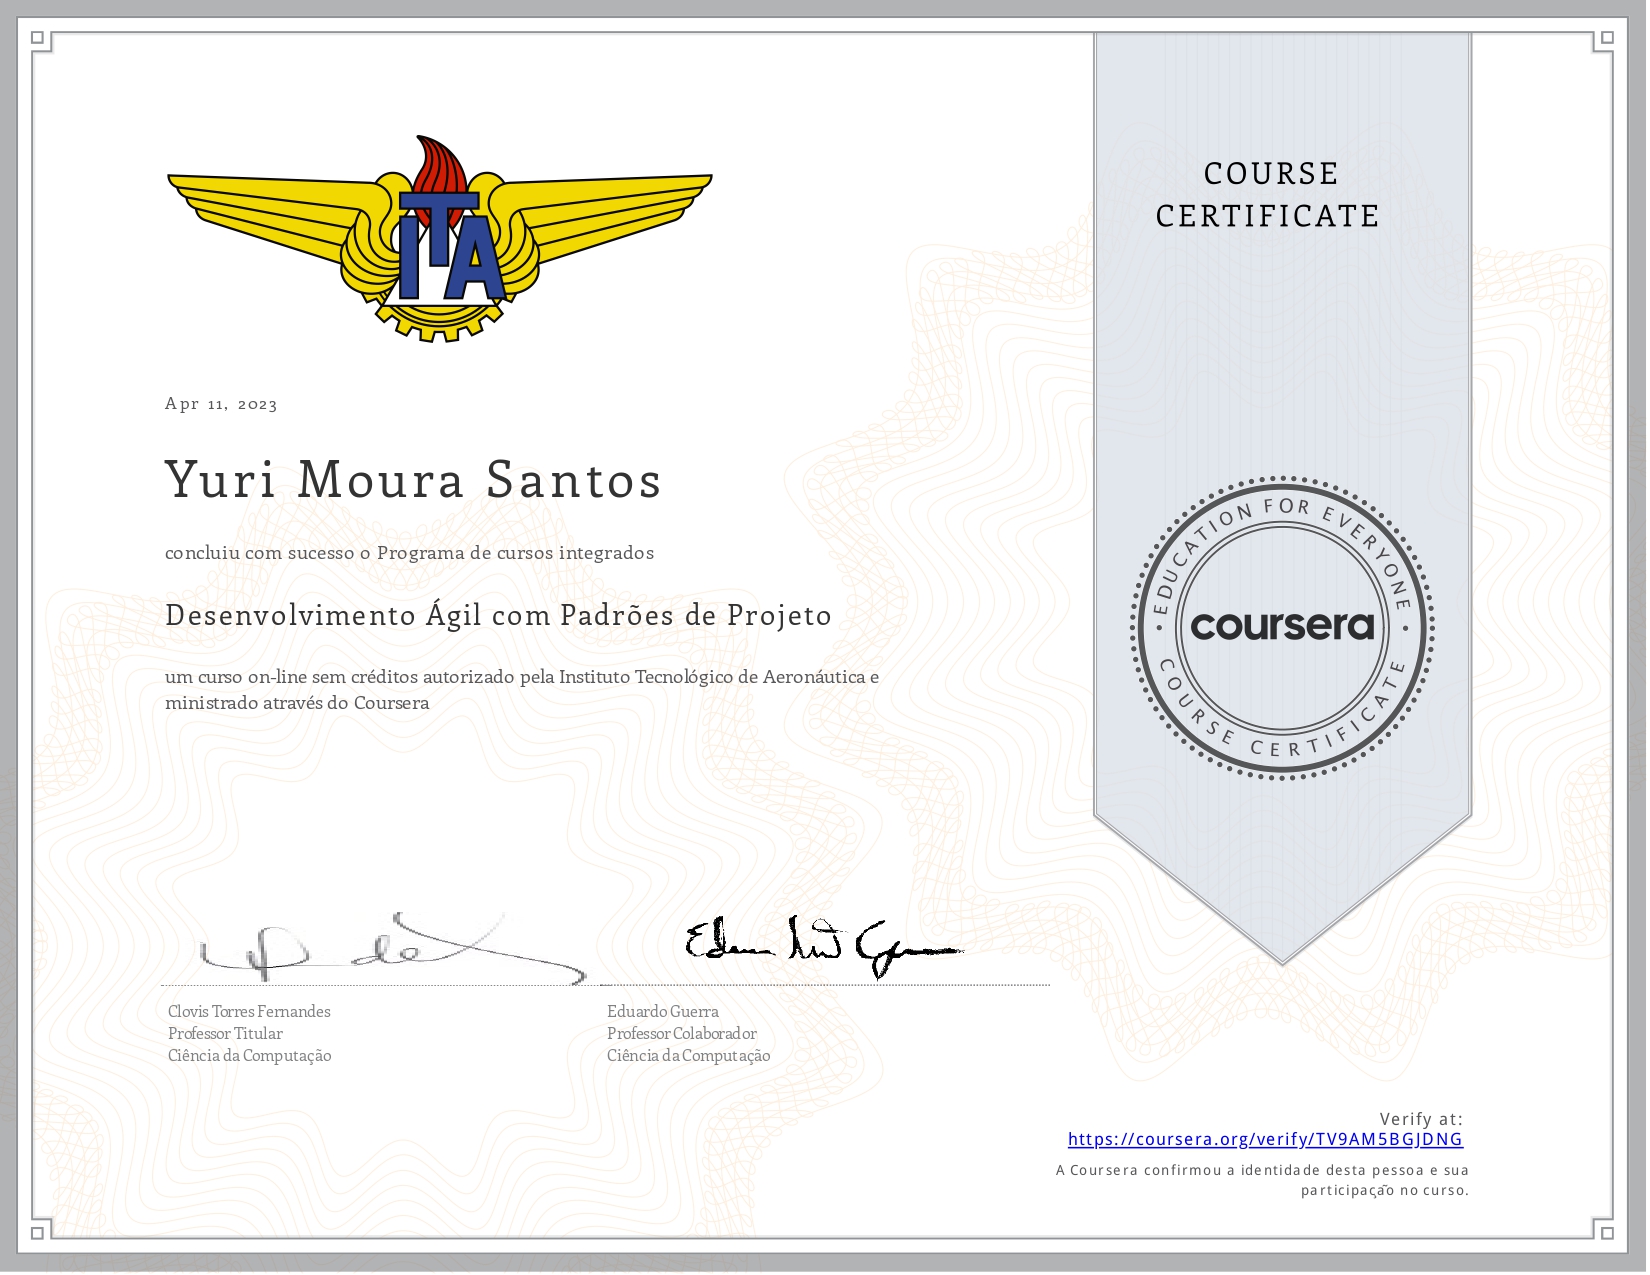 ITA
COURSE
CERTIFICATE
Apr 11, 2023
Yuri Moura Santos
concluiu com sucesso o Programa de cursos integrados
Desenvolvimento Ágil com Padrões de Projeto
um curso on-line sem créditos autorizado pela Instituto Tecnológico de Aeronáutica e
ministrado através do Coursera
EDUCATION FOR EVERYONE
coursera
COURSE CERTIFICATE
Clovis Torres Fernandes
Professor Titular
Ciência da Computação
Eduardo Guerra
Professor Colaborador
Ciência da Computação
Verify at:
https://coursera.org/verify/TV9AM5BGJDNG
A Coursera confirmou a identidade desta pessoa e sua
participação no curso.